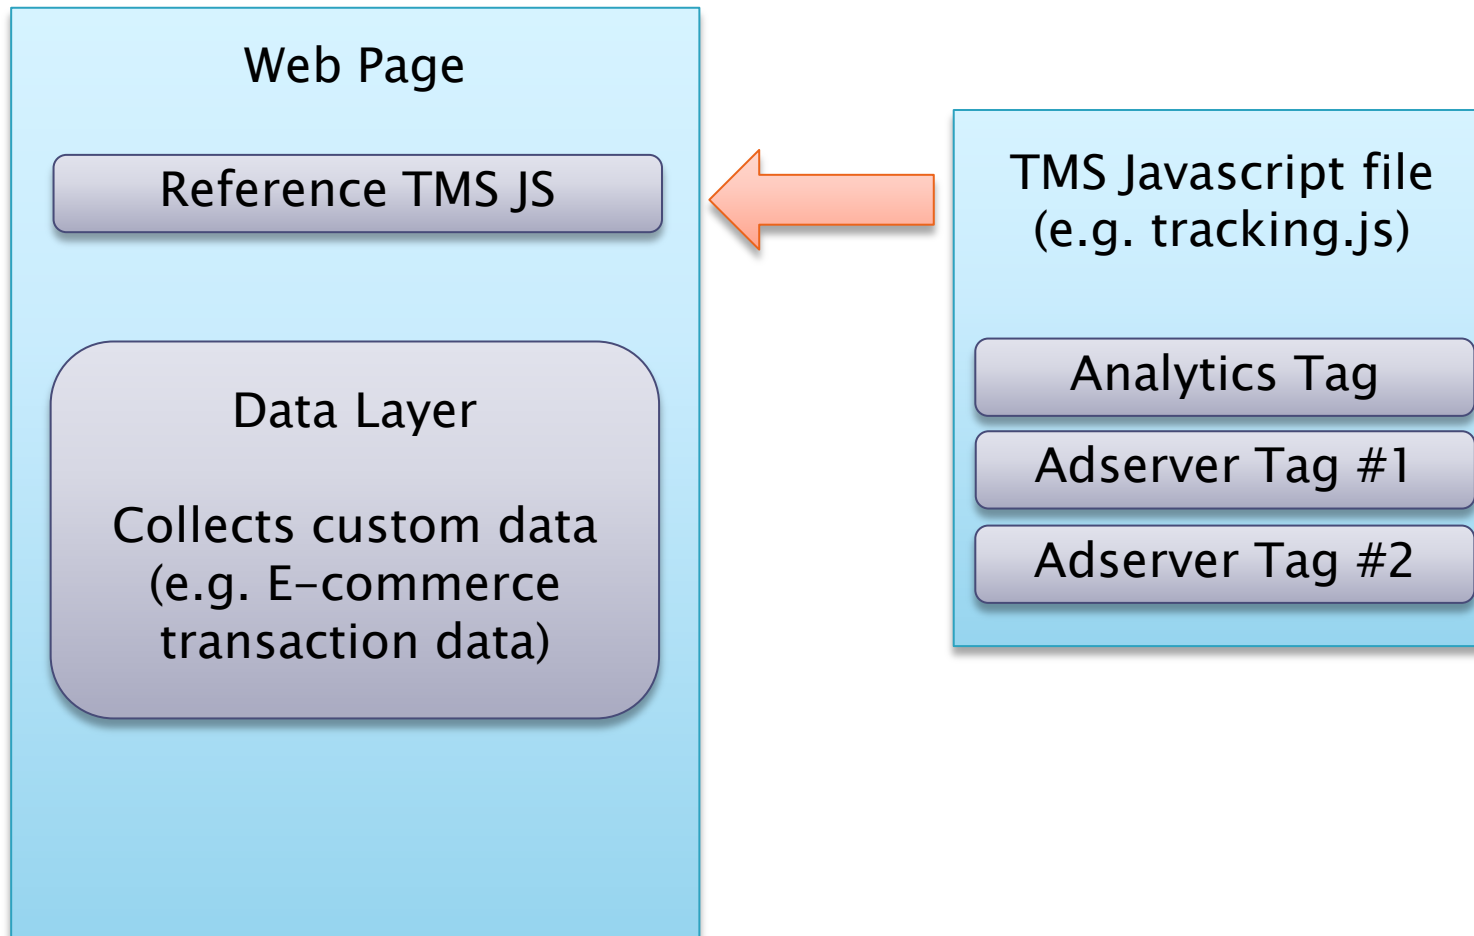 Web Page
Reference TMS JS
Data Layer
Collects custom data
(e.g. E-commerce
transaction data)
TMS Javascript file
(e.g. tracking.js)
Analytics Tag
Adserver Tag #1
Adserver Tag #2